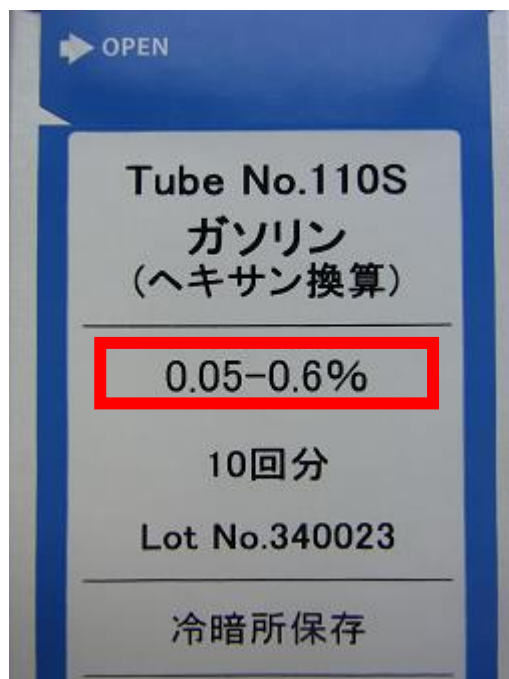 OPEN
Tube No.110S
ガソリン
(ヘキサン換算)
0.05-0.6%
10回分
Lot No.340023
冷暗所保存